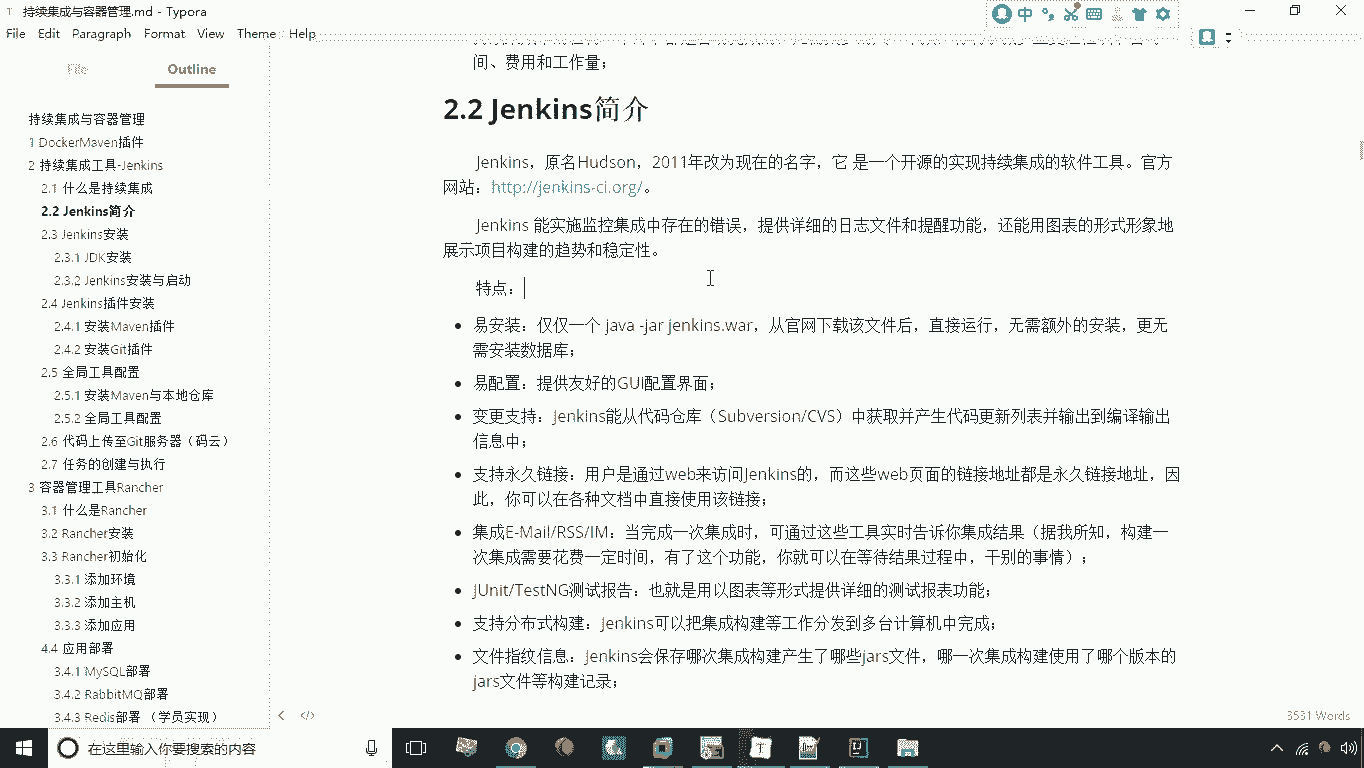 持续集成与容器管理.md - Typora
中
File Edit Paragraph Format View Theme Help
File Outline
持续集成与容器管理
1 DockerMaven插件
2 持续集成工具-Jenkins
2.1 什么是持续集成
2.2 Jenkins简介
2.3 Jenkins安装
2.3.1 JDK安装
2.3.2 Jenkins安装与启动
2.4 Jenkins插件安装
2.4.1 安装Maven插件
2.4.2 安装Git插件
2.5 全局工具配置
2.5.1 安装Maven与本地仓库
2.5.2 全局工具配置
2.6 代码上传至Git服务器（码云）
2.7 任务的创建与执行
3 容器管理工具Rancher
3.1 什么是Rancher
3.2 Rancher安装
3.3 Rancher初始化
3.3.1 添加环境
3.3.2 添加主机
3.3.3 添加应用
4.4 应用部署
3.4.1 MySQL部署
3.4.2 RabbitMQ部署
3.4.3 Redis部署 （学员实现）
间、费用和工作量；
2.2 Jenkins简介
Jenkins，原名Hudson，2011年改为现在的名字，它 是一个开源的实现持续集成的软件工具。官方
网站：http://jenkins-ci.org/。
Jenkins 能实施监控集成中存在的错误，提供详细的日志文件和提醒功能，还能用图表的形式形象地
展示项目构建的趋势和稳定性。
特点：
易安装：仅仅一个 java -jar jenkins.war，从官网下载该文件后，直接运行，无需额外的安装，更无
需安装数据库；
易配置：提供友好的GUI配置界面；
变更支持：Jenkins能从代码仓库（Subversion/CVS）中获取并产生代码更新列表并输出到编译输出
信息中；
支持永久链接：用户是通过web来访问Jenkins的，而这些web页面的链接地址都是永久链接地址，因
此，你可以在各种文档中直接使用该链接；
集成E-Mail/RSS/IM：当完成一次集成时，可通过这些工具实时告诉你集成结果（据我所知，构建一
次集成需要花费一定时间，有了这个功能，你就可以在等待结果过程中，干别的事情）；
JUnit/TestNG测试报告：也就是用以图表等形式提供详细的测试报表功能；
支持分布式构建：Jenkins可以把集成构建等工作分发到多台计算机中完成；
文件指纹信息：Jenkins会保存哪次集成构建产生了哪些jars文件，哪一次集成构建使用了哪个版本的
jars文件等构建记录；
3531 Words
在这里输入你要搜索的内容